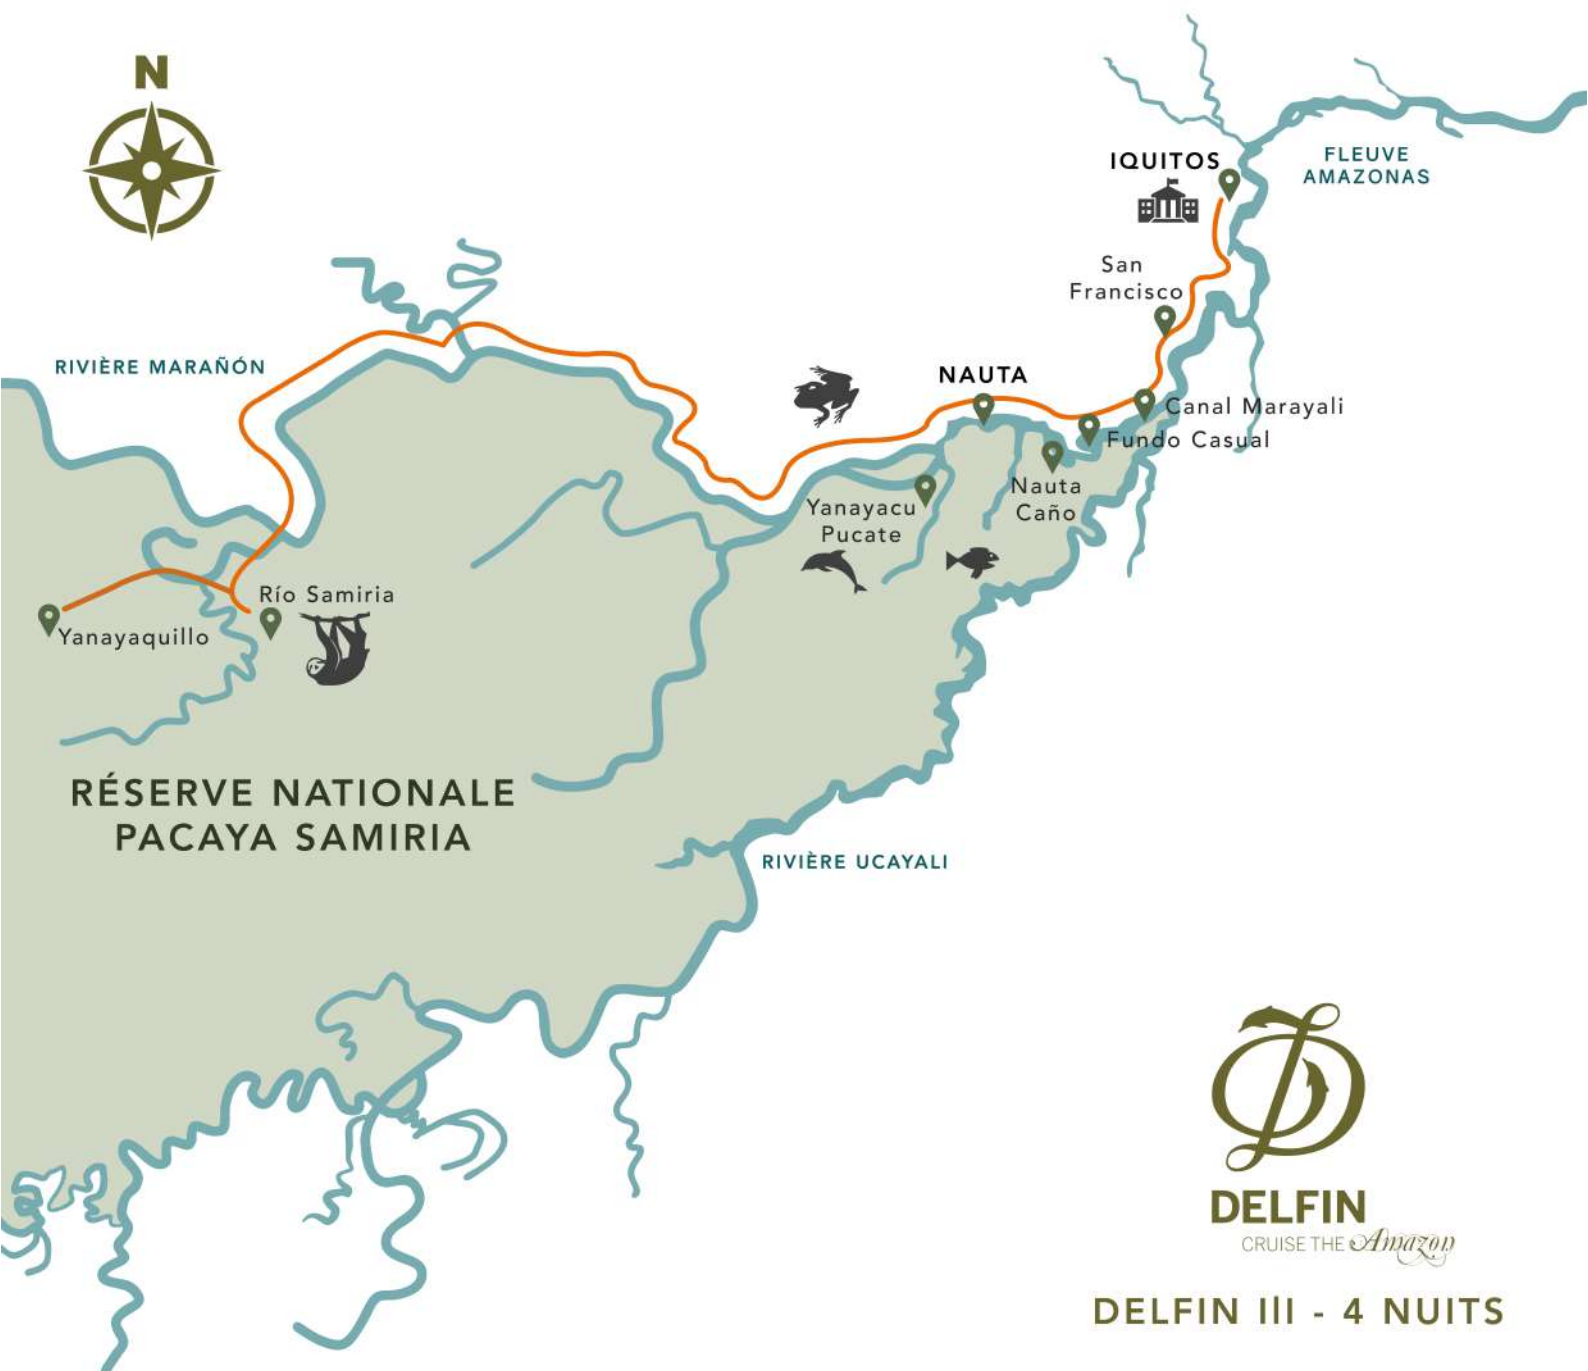 N
IQUITOS
FLEUVE
AMAZONAS
San
Francisco
RIVIÈRE MARAÑÓN
NAUTA
Canal Marayali
Fundo Casual
Nauta
Caño
Yanayacu
Pucate
Río Samiria
Yanayaquillo
RÉSERVE NATIONALE
PACAYA SAMIRIA
RIVIÈRE UCAYALI
DELFIN
CRUISE THE Amazon
DELFIN III - 4 NUITS